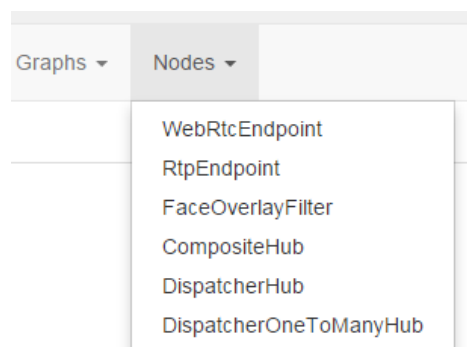 Graphs Nodes
WebRtcEndpoint
RtpEndpoint
FaceOverlayFilter
CompositeHub
DispatcherHub
DispatcherOneToManyHub